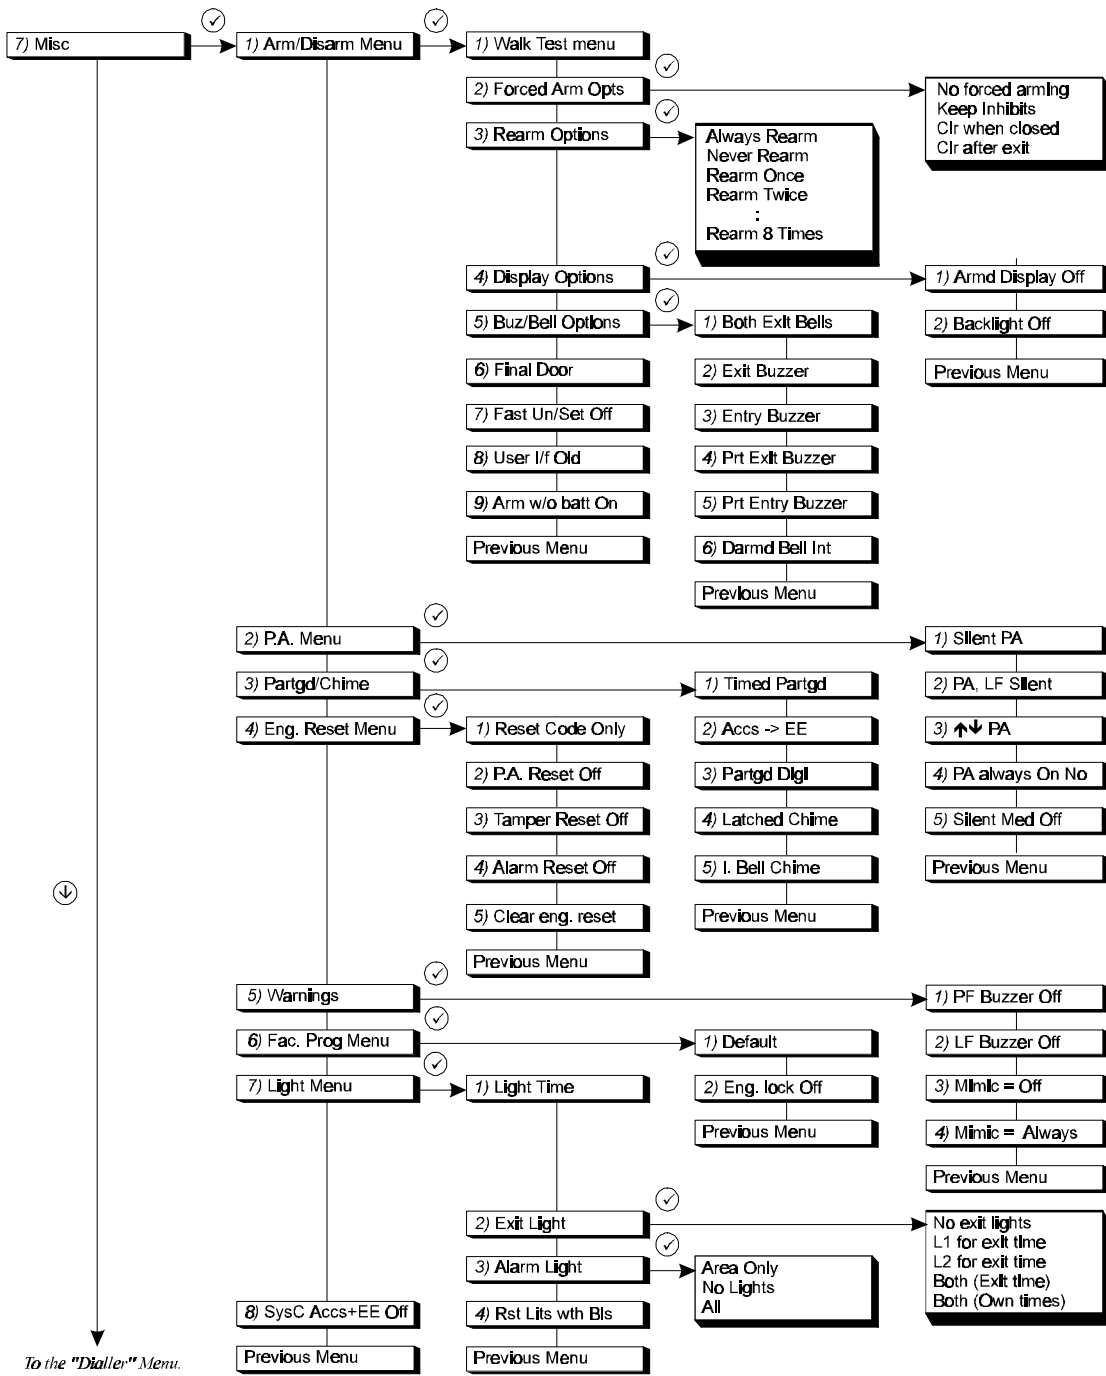 7) Misc
1) Arm/Disarm Menu
1) Walk Test menu
2) Forced Arm Opts
No forced arming
Keep Inhibits
Clr when closed
Clr after exit
3) Rearm Options
Always Rearm
Never Rearm
Rearm Once
Rearm Twice
:
Rearm 8 Times
4) Display Options
1) Armd Display Off
2) Backlight Off
Previous Menu
5) Buz/Bell Options
1) Both Exit Bells
2) Exit Buzzer
3) Entry Buzzer
4) Prt Exit Buzzer
5) Prt Entry Buzzer
6) Darmd Bell Int
Previous Menu
6) Final Door
7) Fast Un/Set Off
8) User I/f Old
9) Arm w/o batt On
Previous Menu
2) P.A. Menu
1) Silent PA
2) PA, LF Silent
3) ↑↓ PA
4) PA always On No
5) Silent Med Off
Previous Menu
3) Partgd/Chime
1) Timed Partgd
2) Accs -> EE
3) Partgd Digi
4) Latched Chime
5) I. Bell Chime
Previous Menu
4) Eng. Reset Menu
1) Reset Code Only
2) P.A. Reset Off
3) Tamper Reset Off
4) Alarm Reset Off
5) Clear eng. reset
Previous Menu
5) Warnings
1) PF Buzzer Off
2) LF Buzzer Off
3) Mimic = Off
4) Mimic = Always
Previous Menu
6) Fac. Prog Menu
1) Default
2) Eng. lock Off
Previous Menu
7) Light Menu
1) Light Time
2) Exit Light
No exit lights
L1 for exit time
L2 for exit time
Both (Exit time)
Both (Own times)
3) Alarm Light
Area Only
No Lights
All
4) Rst Lits wth Bls
Previous Menu
8) SysC Accs+EE Off
Previous Menu
To the "Dialler" Menu.